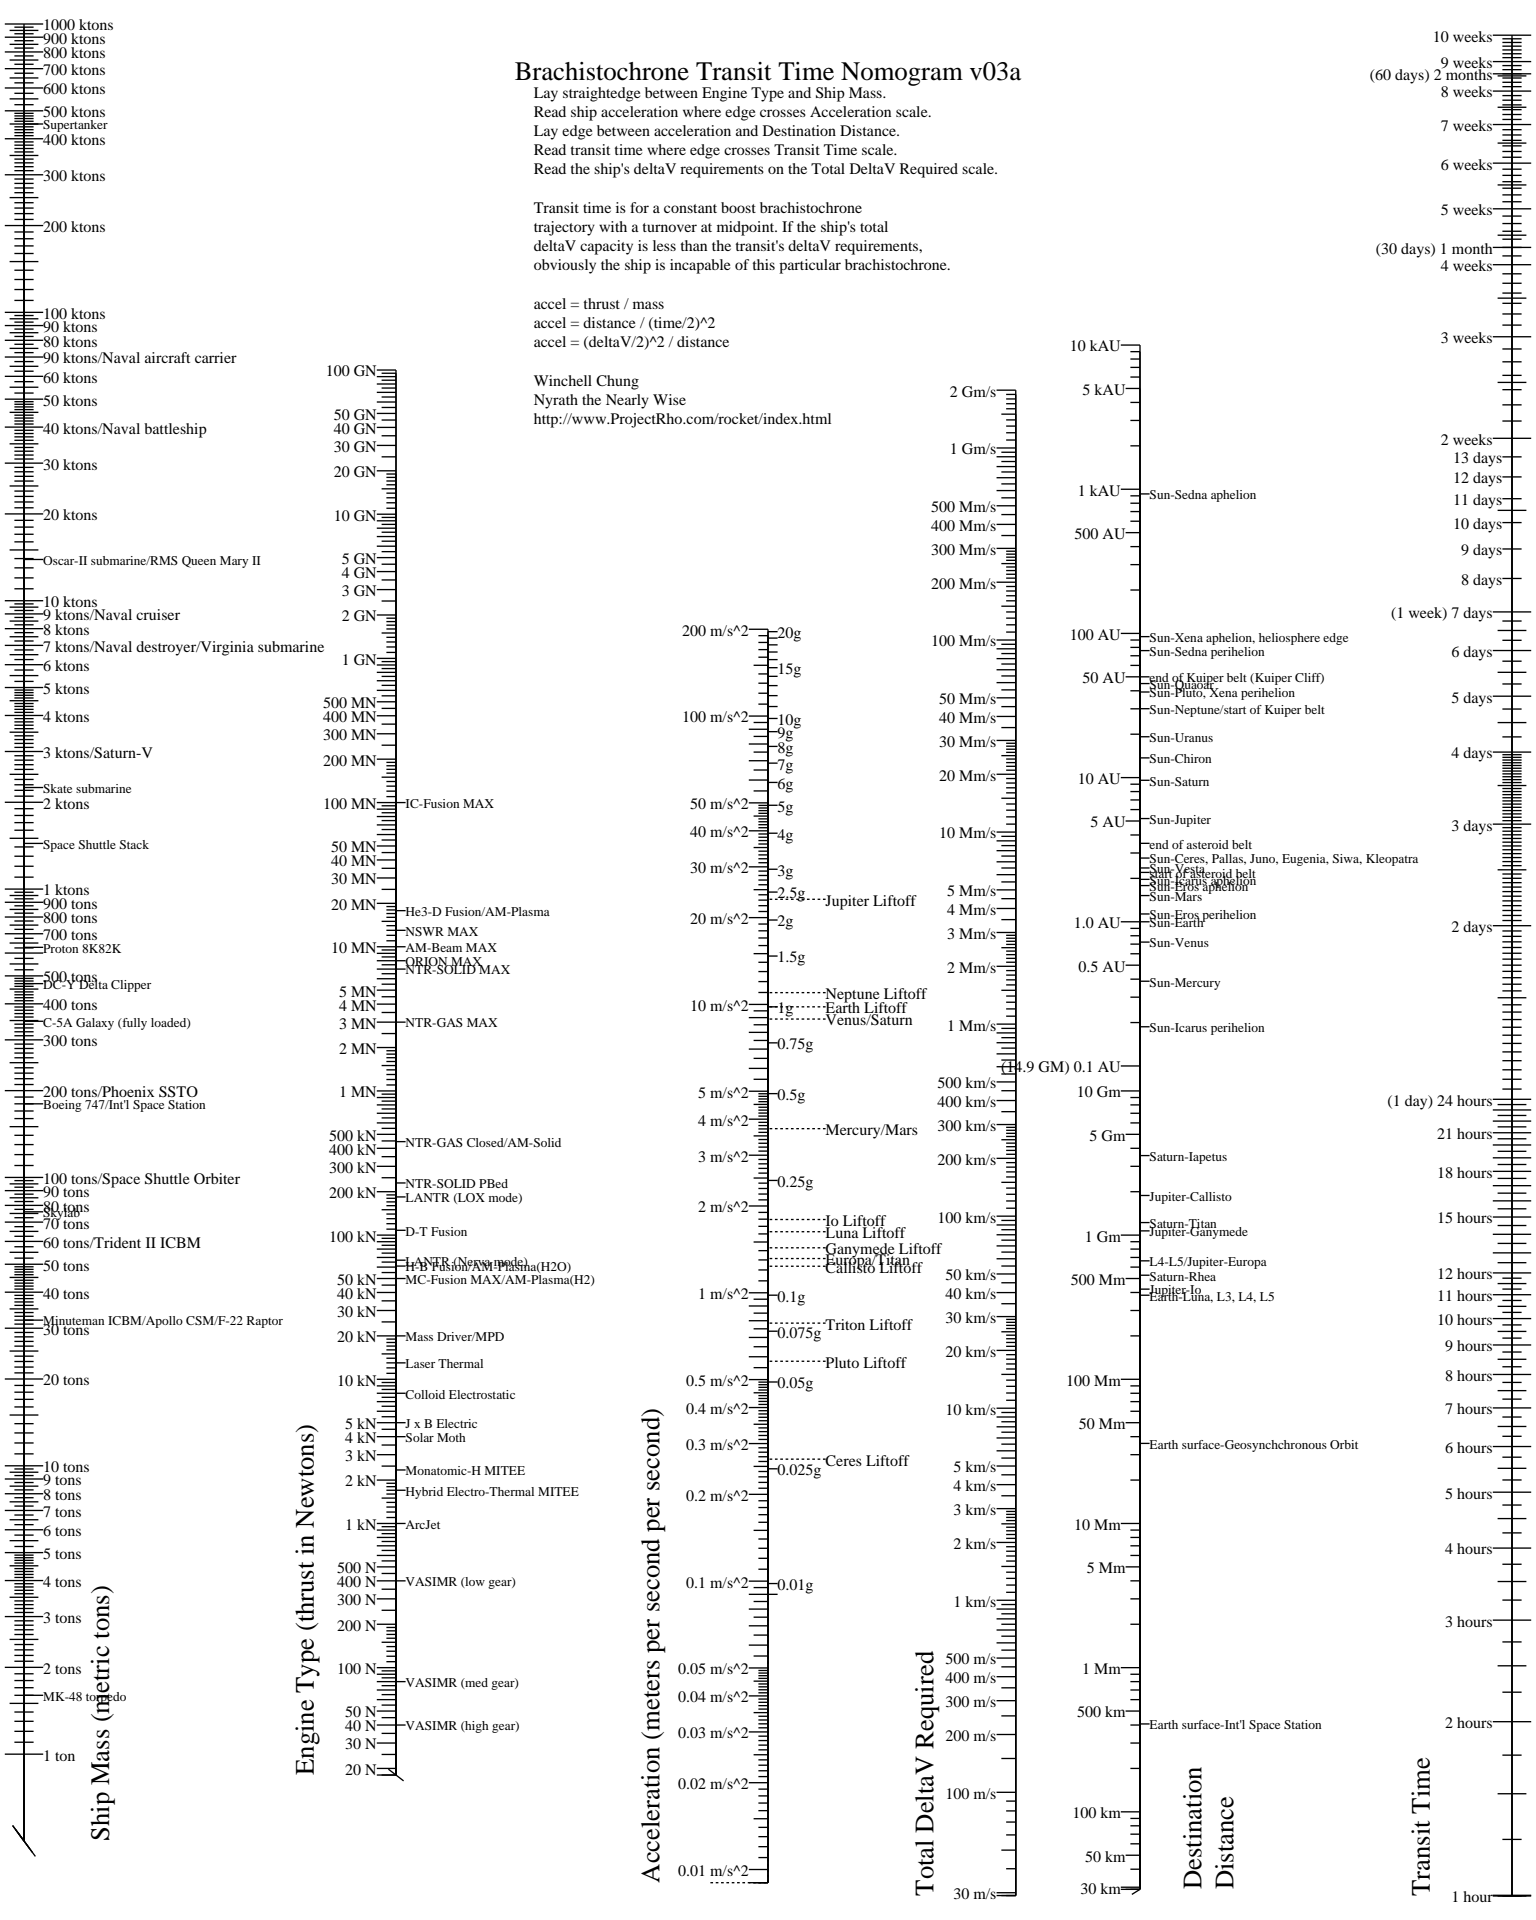 Brachistochrone Transit Time Nomogram v03a
Lay straightedge between Engine Type and Ship Mass.
Read ship acceleration where edge crosses Acceleration scale.
Lay edge between acceleration and Destination Distance.
Read transit time where edge crosses Transit Time scale.
Read the ship's deltaV requirements on the Total DeltaV Required scale.
Transit time is for a constant boost brachistochrone
trajectory with a turnover at midpoint. If the ship's total
deltaV capacity is less than the transit's deltaV requirements,
obviously the ship is incapable of this particular brachistochrone.
accel = thrust / mass
accel = distance / (time/2)^2
accel = (deltaV/2)^2 / distance
Winchell Chung
Nyrath the Nearly Wise
http://www.ProjectRho.com/rocket/index.html
1000 ktons
900 ktons
800 ktons
700 ktons
600 ktons
500 ktons
Supertanker
400 ktons
300 ktons
200 ktons
100 ktons
90 ktons
80 ktons
90 ktons/Naval aircraft carrier
60 ktons
50 ktons
40 ktons/Naval battleship
30 ktons
20 ktons
Oscar-II submarine/RMS Queen Mary II
10 ktons
9 ktons/Naval cruiser
8 ktons
7 ktons/Naval destroyer/Virginia submarine
6 ktons
5 ktons
4 ktons
3 ktons/Saturn-V
Skate submarine
2 ktons
Space Shuttle Stack
1 ktons
900 tons
800 tons
700 tons
Proton 8K82K
500 tons
DC-Y Delta Clipper
400 tons
C-5A Galaxy (fully loaded)
300 tons
200 tons/Phoenix SSTO
Boeing 747/Int'l Space Station
100 tons/Space Shuttle Orbiter
90 tons
80 tons
Skylab
70 tons
60 tons/Trident II ICBM
50 tons
40 tons
Minuteman ICBM/Apollo CSM/F-22 Raptor
30 tons
20 tons
10 tons
9 tons
8 tons
7 tons
6 tons
5 tons
4 tons
3 tons
2 tons
MK-48 torpedo
1 ton
Ship Mass (metric tons)
100 GN
50 GN
40 GN
30 GN
20 GN
10 GN
5 GN
4 GN
3 GN
2 GN
1 GN
500 MN
400 MN
300 MN
200 MN
100 MN
IC-Fusion MAX
50 MN
40 MN
30 MN
20 MN
He3-D Fusion/AM-Plasma
NSWR MAX
10 MN
AM-Beam MAX
ORION MAX
NTR-SOLID MAX
5 MN
4 MN
3 MN
NTR-GAS MAX
2 MN
1 MN
500 kN
NTR-GAS Closed/AM-Solid
400 kN
300 kN
NTR-SOLID PBed
200 kN
LANTR (LOX mode)
D-T Fusion
100 kN
LANTR (Nerva mode)
H-B Fusion/AM-Plasma(H2O)
50 kN
MC-Fusion MAX/AM-Plasma(H2)
40 kN
30 kN
20 kN
Mass Driver/MPD
Laser Thermal
10 kN
Colloid Electrostatic
5 kN
J x B Electric
4 kN
Solar Moth
3 kN
Monatomic-H MITEE
2 kN
Hybrid Electro-Thermal MITEE
1 kN
ArcJet
500 N
400 N
VASIMR (low gear)
300 N
200 N
100 N
VASIMR (med gear)
50 N
40 N
VASIMR (high gear)
30 N
20 N
Engine Type (thrust in Newtons)
200 m/s^2
100 m/s^2
50 m/s^2
40 m/s^2
30 m/s^2
20 m/s^2
10 m/s^2
5 m/s^2
4 m/s^2
3 m/s^2
2 m/s^2
1 m/s^2
0.5 m/s^2
0.4 m/s^2
0.3 m/s^2
0.2 m/s^2
0.1 m/s^2
0.05 m/s^2
0.04 m/s^2
0.03 m/s^2
0.02 m/s^2
0.01 m/s^2
20g
15g
10g
9g
8g
7g
6g
5g
4g
3g
2.5g
2g
1.5g
1g
0.75g
0.5g
0.25g
0.1g
0.075g
0.05g
0.025g
0.01g
Jupiter Liftoff
Neptune Liftoff
Earth Liftoff
Venus/Saturn
Mercury/Mars
Io Liftoff
Luna Liftoff
Ganymede Liftoff
Europa/Titan
Callisto Liftoff
Triton Liftoff
Pluto Liftoff
Ceres Liftoff
Acceleration (meters per second per second)
2 Gm/s
1 Gm/s
500 Mm/s
400 Mm/s
300 Mm/s
200 Mm/s
100 Mm/s
50 Mm/s
40 Mm/s
30 Mm/s
20 Mm/s
10 Mm/s
5 Mm/s
4 Mm/s
3 Mm/s
2 Mm/s
1 Mm/s
500 km/s
400 km/s
300 km/s
200 km/s
100 km/s
50 km/s
40 km/s
30 km/s
20 km/s
10 km/s
5 km/s
4 km/s
3 km/s
2 km/s
1 km/s
500 m/s
400 m/s
300 m/s
200 m/s
100 m/s
30 m/s
Total DeltaV Required
10 kAU
5 kAU
1 kAU
500 AU
100 AU
50 AU
10 AU
5 AU
1.0 AU
0.5 AU
(14.9 GM) 0.1 AU
10 Gm
5 Gm
1 Gm
500 Mm
100 Mm
50 Mm
10 Mm
5 Mm
1 Mm
500 km
100 km
50 km
30 km
Sun-Sedna aphelion
Sun-Xena aphelion, heliosphere edge
Sun-Sedna perihelion
end of Kuiper belt (Kuiper Cliff)
Sun-Quaoar
Sun-Pluto, Xena perihelion
Sun-Neptune/start of Kuiper belt
Sun-Uranus
Sun-Chiron
Sun-Saturn
Sun-Jupiter
end of asteroid belt
Sun-Ceres, Pallas, Juno, Eugenia, Siwa, Kleopatra
Sun-Vesta
start of asteroid belt
Sun-Icarus aphelion
Sun-Eros aphelion
Sun-Mars
Sun-Eros perihelion
Sun-Earth
Sun-Venus
Sun-Mercury
Sun-Icarus perihelion
Saturn-Iapetus
Jupiter-Callisto
Saturn-Titan
Jupiter-Ganymede
L4-L5/Jupiter-Europa
Saturn-Rhea
Jupiter-Io
Earth-Luna, L3, L4, L5
Earth surface-Geosynchchronous Orbit
Earth surface-Int'l Space Station
Destination
Distance
10 weeks
9 weeks
(60 days) 2 months
8 weeks
7 weeks
6 weeks
5 weeks
(30 days) 1 month
4 weeks
3 weeks
2 weeks
13 days
12 days
11 days
10 days
9 days
8 days
(1 week) 7 days
6 days
5 days
4 days
3 days
2 days
(1 day) 24 hours
21 hours
18 hours
15 hours
12 hours
11 hours
10 hours
9 hours
8 hours
7 hours
6 hours
5 hours
4 hours
3 hours
2 hours
1 hour
Transit Time